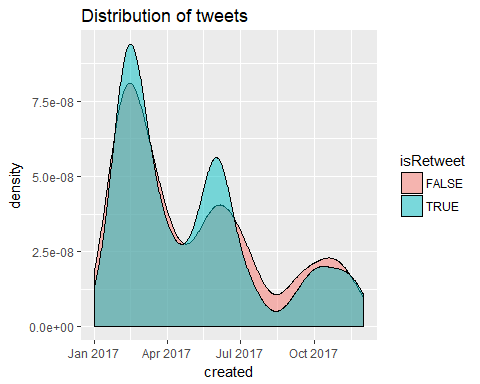 Distribution of tweets
density
7.5e-08
5.0e-08
2.5e-08
0.0e+00
Jan 2017 Apr 2017 Jul 2017 Oct 2017
created
isRetweet
FALSE
TRUE